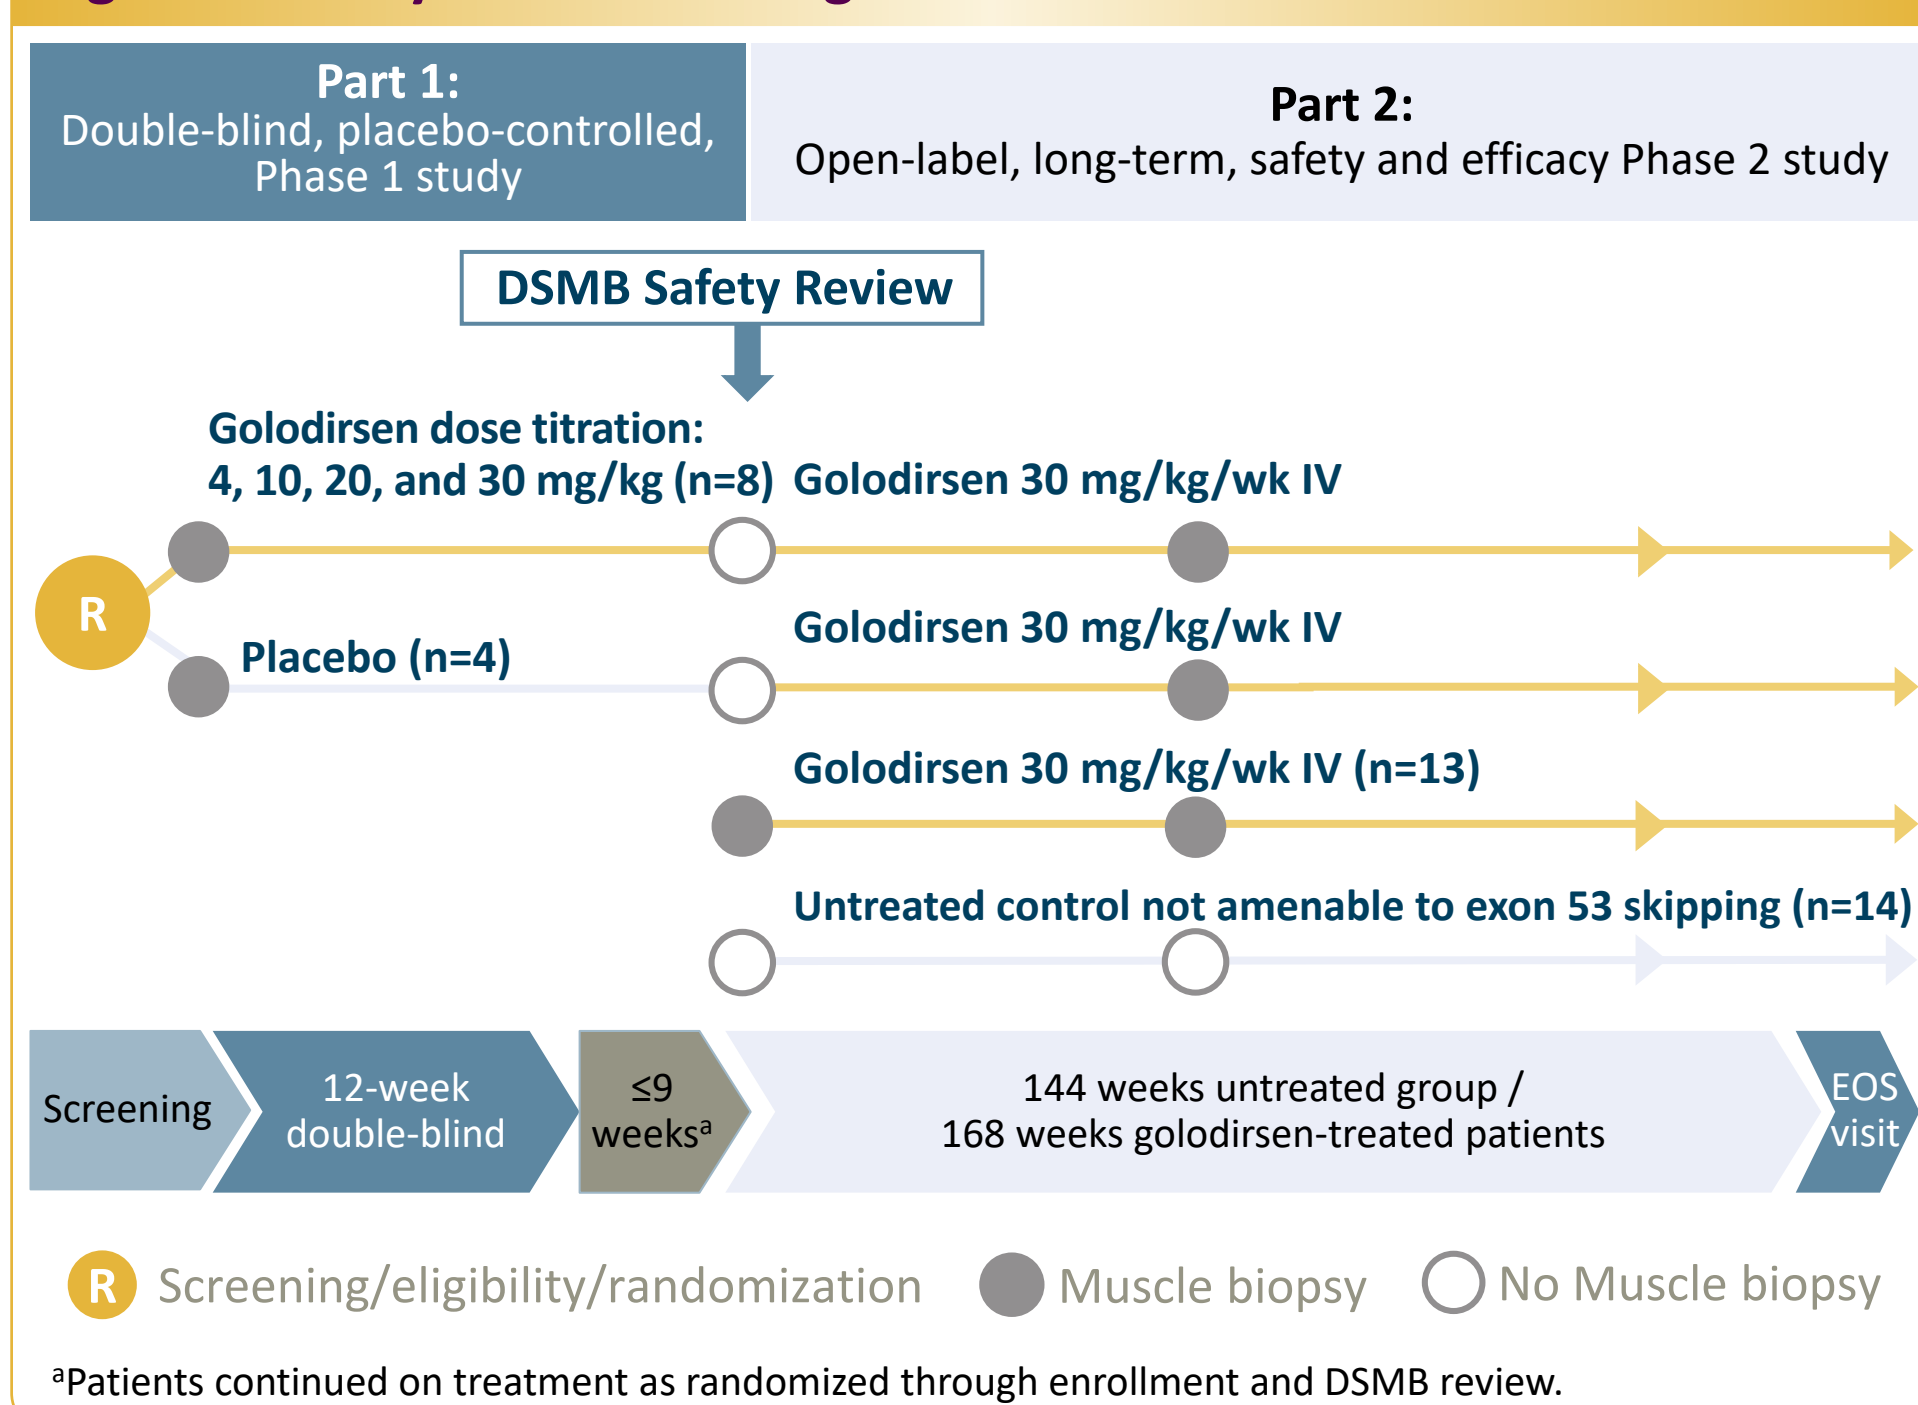 Part 1:
Double-blind, placebo-controlled,
Phase 1 study
Part 2:
Open-label, long-term, safety and efficacy Phase 2 study
DSMB Safety Review
Golodirsen dose titration:
4, 10, 20, and 30 mg/kg (n=8)
Golodirsen 30 mg/kg/wk IV
R
Placebo (n=4)
Golodirsen 30 mg/kg/wk IV
Golodirsen 30 mg/kg/wk IV (n=13)
Untreated control not amenable to exon 53 skipping (n=14)
Screening
12-week
double-blind
≤9
weeksᵃ
144 weeks untreated group /
168 weeks golodirsen-treated patients
EOS
visit
R Screening/eligibility/randomization
Muscle biopsy
No Muscle biopsy
ᵃPatients continued on treatment as randomized through enrollment and DSMB review.